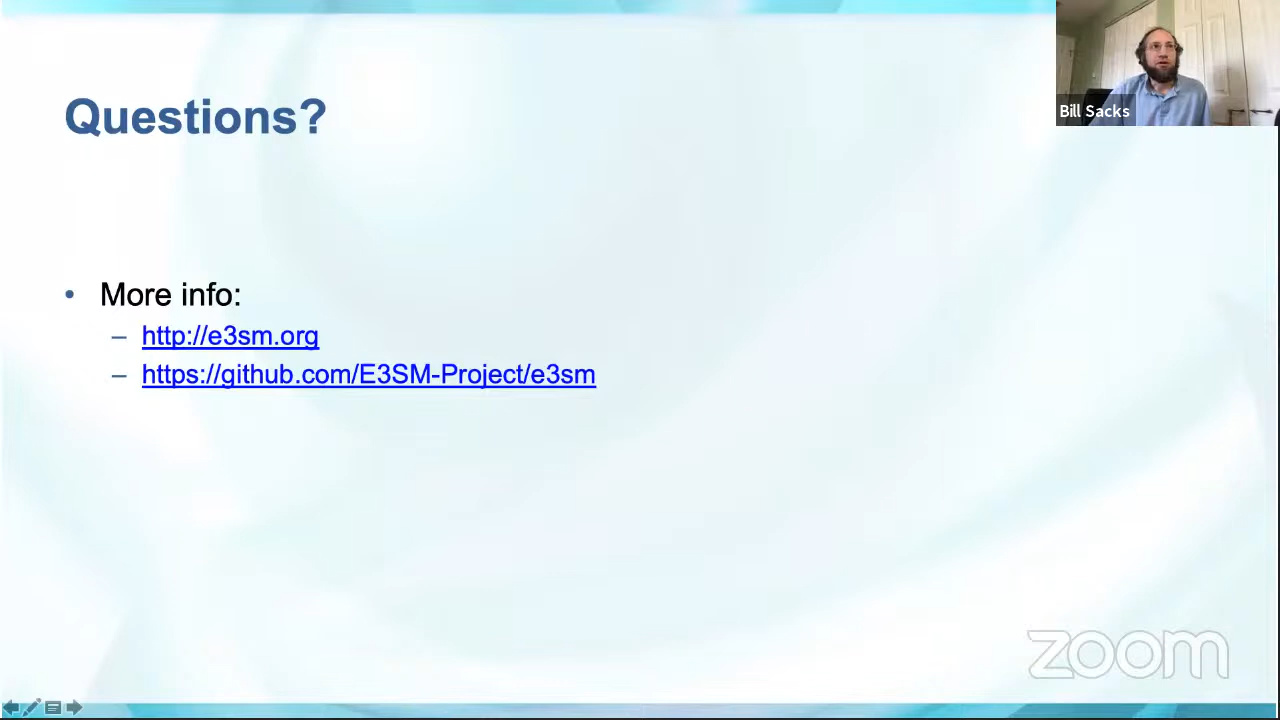 Questions?
Bill Sacks
• More info:
– http://e3sm.org
– https://github.com/E3SM-Project/e3sm
zoom